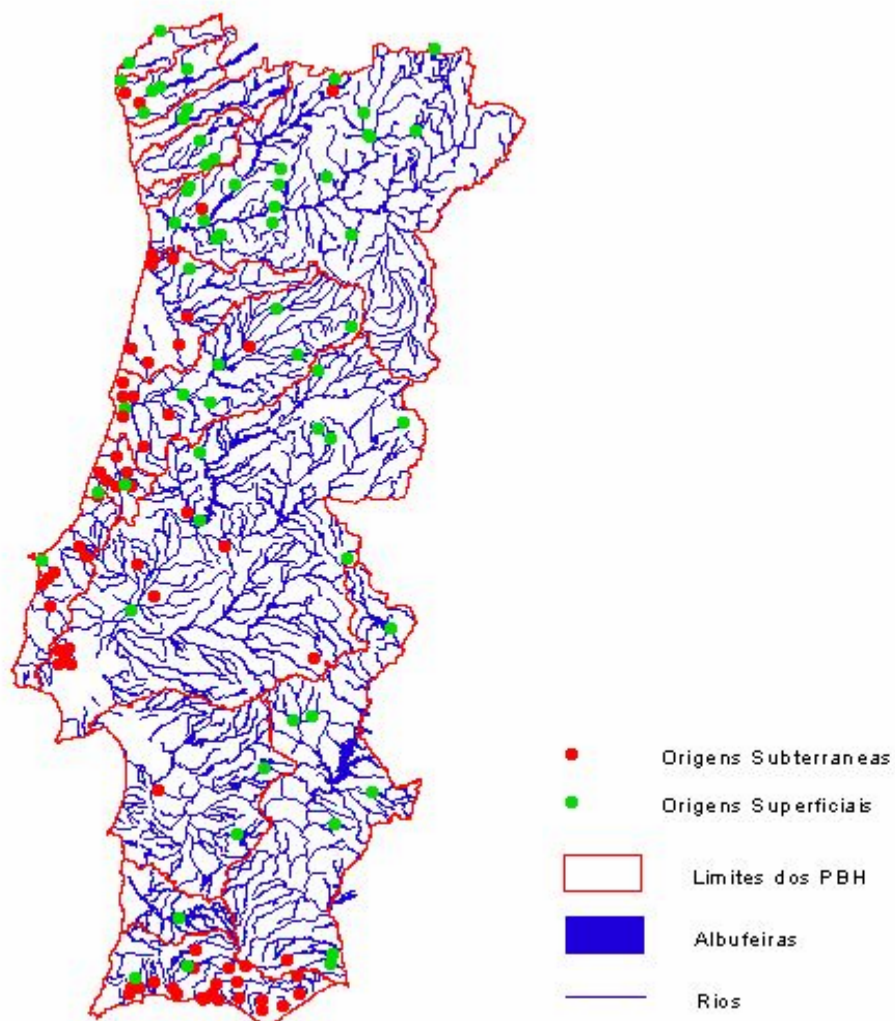 Origens Subterraneas
Origens Superficiais
Limites dos PBH
Albufeiras
Rios